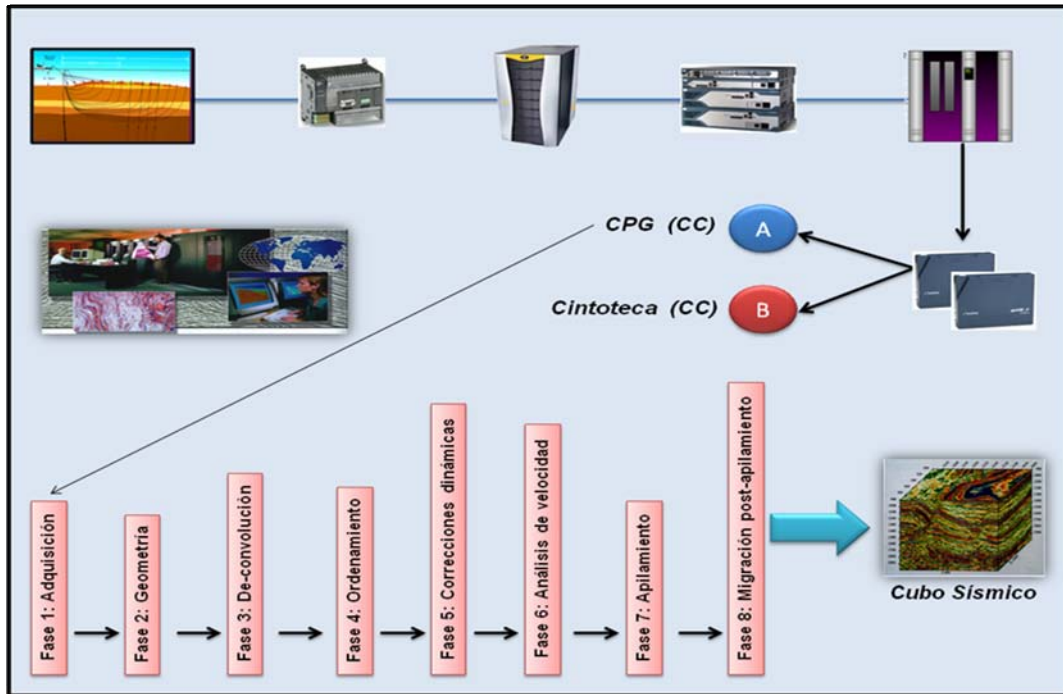 CPG (CC)
A
Cintoteca (CC)
B
Fase 1: Adquisición
Fase 2: Geometría
Fase 3: De-convolución
Fase 4: Ordenamiento
Fase 5: Correcciones dinámicas
Fase 6: Análisis de velocidad
Fase 7: Apilamiento
Fase 8: Migración post-apilamiento
Cubo Sísmico